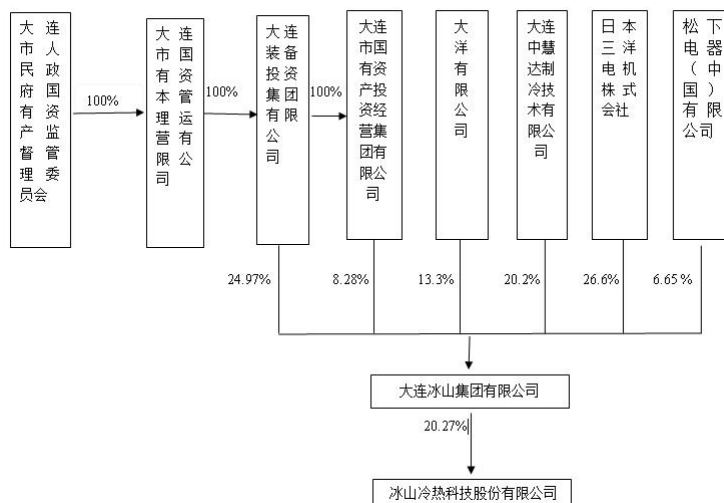 大 连
市 人
民 政
府 国
有 资
产 监
督 管
理 委
员会
100%
大 连
市 国
有 资
本 管
理 运
营 有
限 公
司
100%
大 连
装 备
投 资
集 团
有 限
公
司
100%
大连
市国
有资
产投
资经
营集
团有
限公
司
大
洋
有
限
公
司
大连
中慧
达制
冷技
术有
限公
司
日 本
三 洋
电 机
株 式
会社
松 下
电 器
（ 中
国 ）
有 限
公司
24.97%
8.28%
13.3%
20.2%
26.6%
6.65%
大连冰山集团有限公司
20.27%
冰山冷热科技股份有限公司